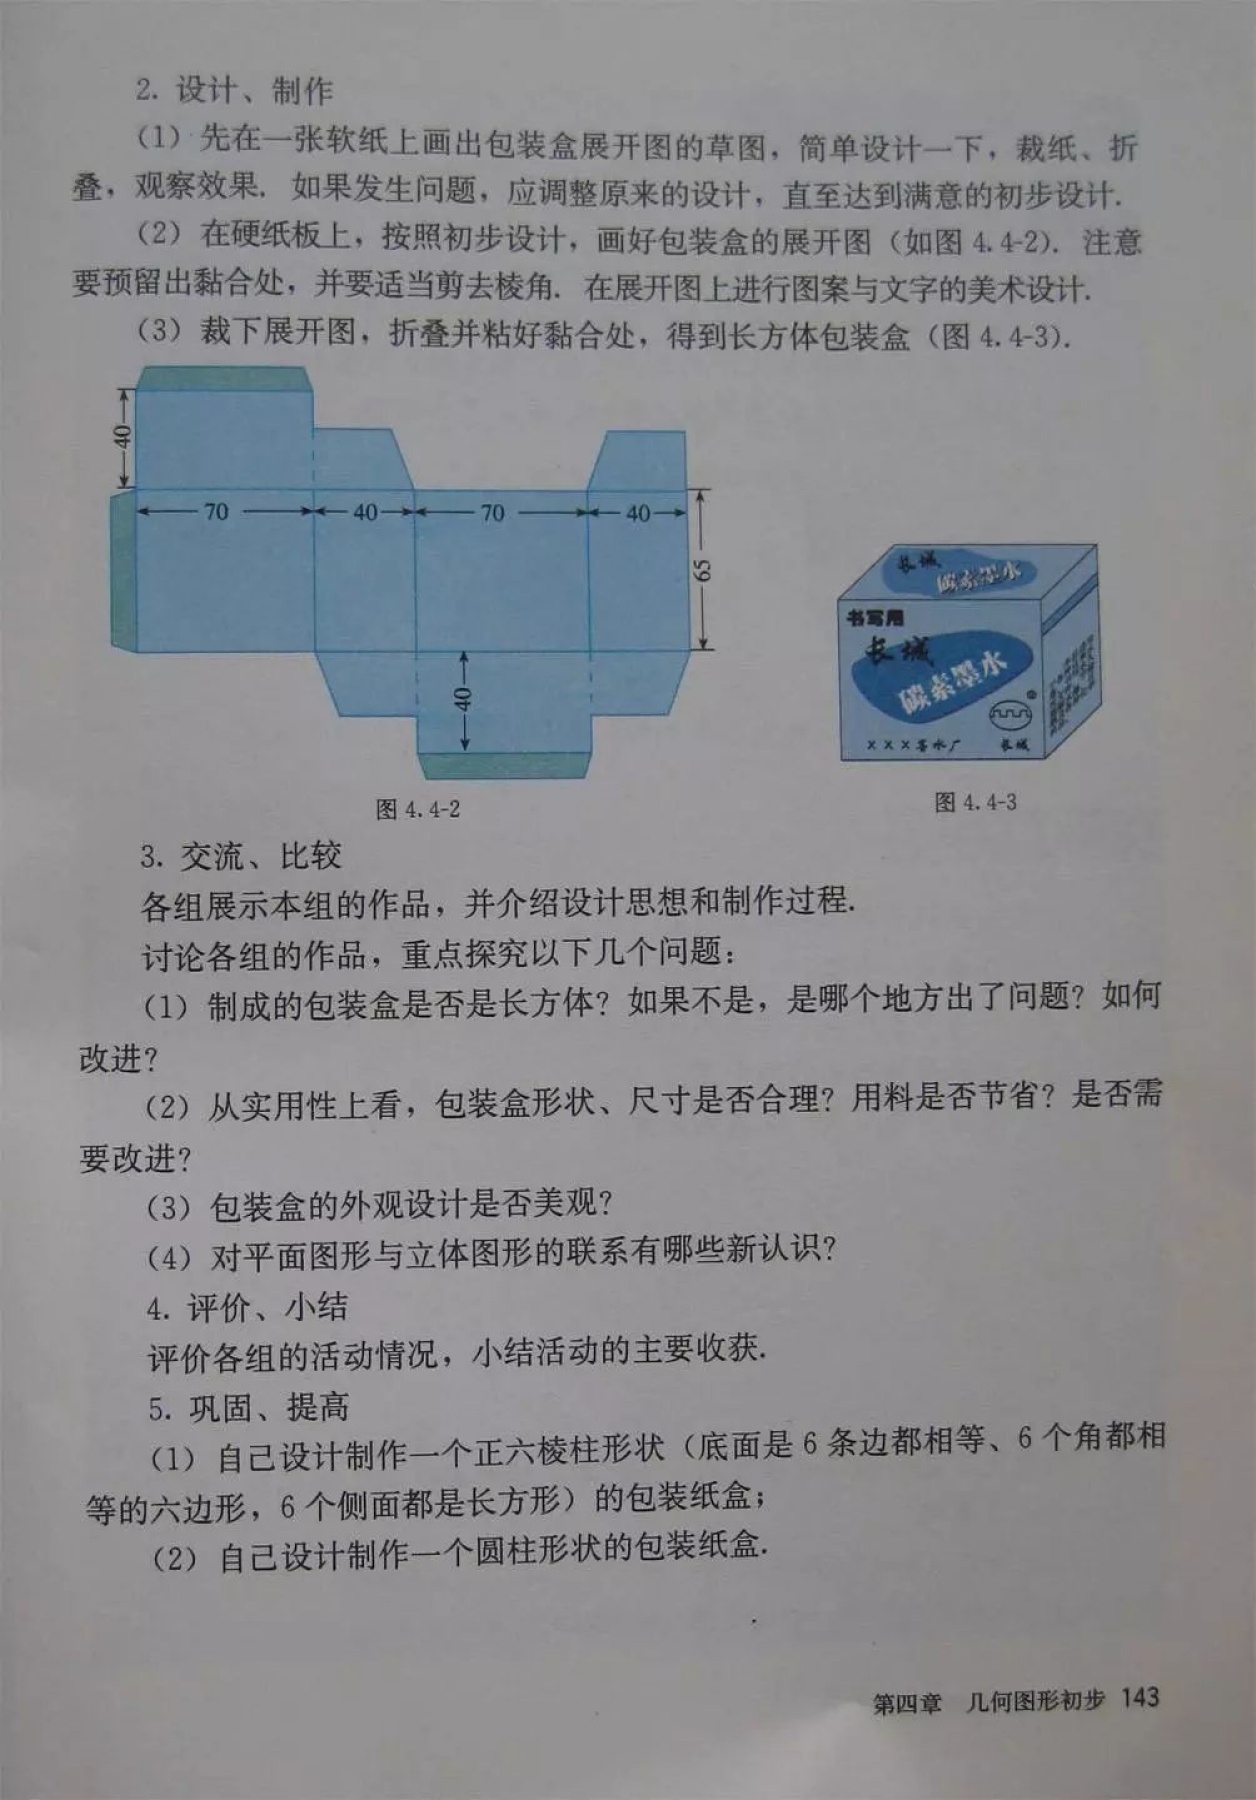 2. 设计、制作
(1) 先在一张软纸上画出包装盒展开图的草图，简单设计一下，裁纸、折
叠，观察效果. 如果发生问题，应调整原来的设计，直至达到满意的初步设计.
(2) 在硬纸板上，按照初步设计，画好包装盒的展开图（如图 4.4-2). 注意
要预留出黏合处，并要适当剪去棱角. 在展开图上进行图案与文字的美术设计.
(3) 裁下展开图，折叠并粘好黏合处，得到长方体包装盒（图 4.4-3).
40
70
40
70
40
65
40
长城
碳素墨水
书写用
长城
碳素墨水
×××墨水厂
长城
图 4.4-2
图 4.4-3
3. 交流、比较
各组展示本组的作品，并介绍设计思想和制作过程.
讨论各组的作品，重点探究以下几个问题：
(1) 制成的包装盒是否是长方体？如果不是，是哪个地方出了问题？如何
改进？
(2) 从实用性上看，包装盒形状、尺寸是否合理？用料是否节省？是否需
要改进？
(3) 包装盒的外观设计是否美观？
(4) 对平面图形与立体图形的联系有哪些新认识？
4. 评价、小结
评价各组的活动情况，小结活动的主要收获.
5. 巩固、提高
(1) 自己设计制作一个正六棱柱形状（底面是 6 条边都相等、6 个角都相
等的六边形，6 个侧面都是长方形）的包装纸盒；
(2) 自己设计制作一个圆柱形状的包装纸盒.
第四章 几何图形初步 143